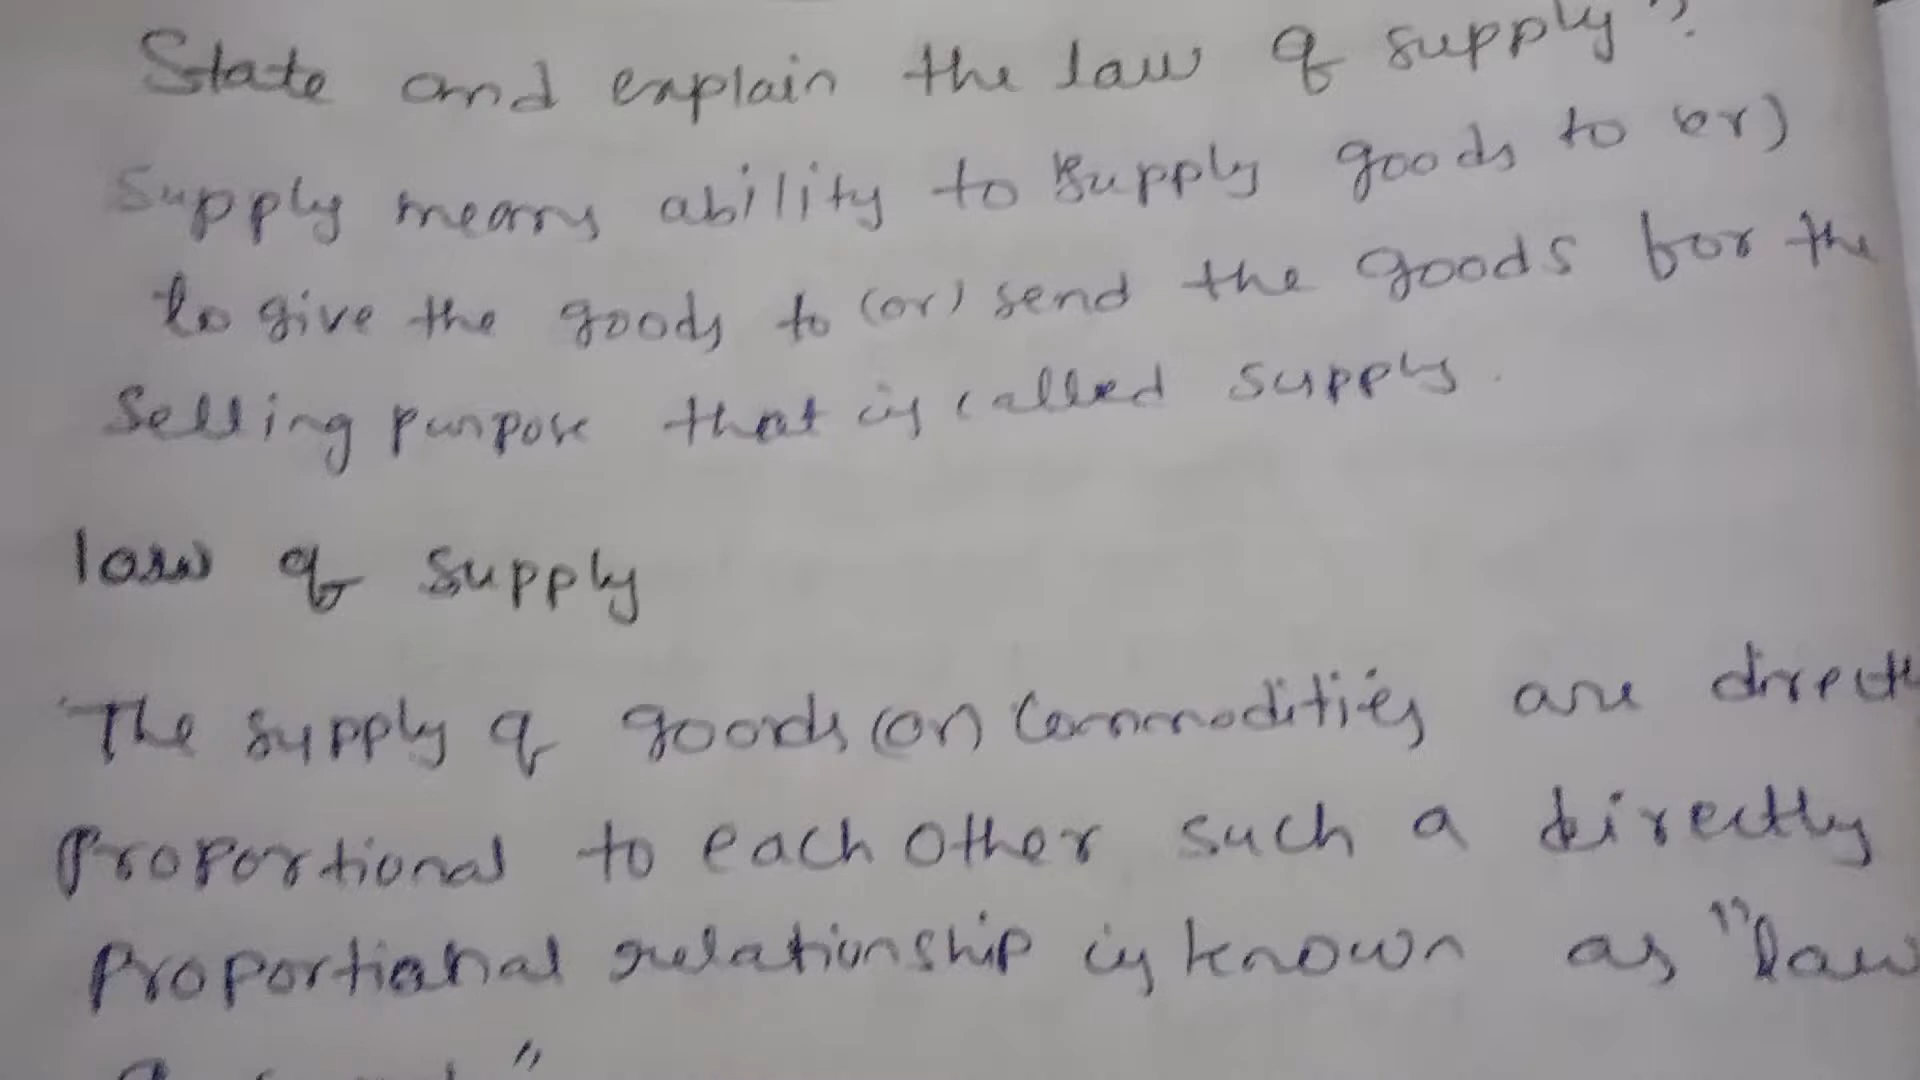 State and explain the law of supply"?
Supply means ability to supply goods to or)
to give the goods to (or) send the goods for the
Selling purpose that is called supply.
law of supply
The supply of goods (or) Commodities are directly
Proportional to each other such a directly
Proportional relationship is known as "law
"